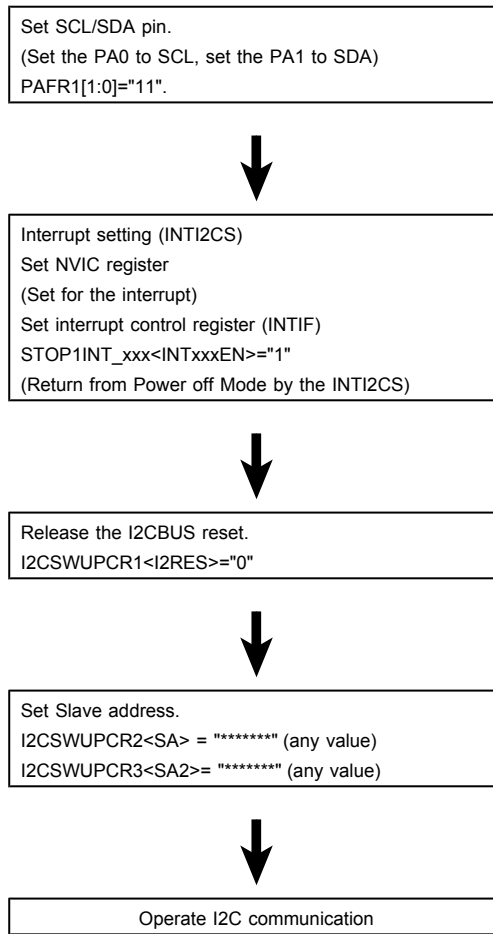 Set SCL/SDA pin.
(Set the PA0 to SCL, set the PA1 to SDA)
PAFR1[1:0]="11".
Interrupt setting (INTI2CS)
Set NVIC register
(Set for the interrupt)
Set interrupt control register (INTIF)
STOP1INT_xxx<INTxxxEN>="1"
(Return from Power off Mode by the INTI2CS)
Release the I2CBUS reset.
I2CSWUPCR1<I2RES>="0"
Set Slave address.
I2CSWUPCR2<SA> = "*******" (any value)
I2CSWUPCR3<SA2>= "*******" (any value)
Operate I2C communication